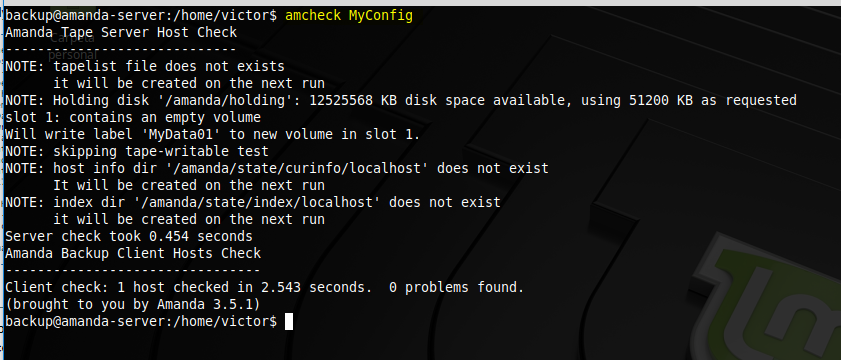 backup@amanda-server:/home/victor$ amcheck MyConfig
Amanda Tape Server Host Check
-----------------------------
NOTE: tapelist file does not exists
      it will be created on the next run
NOTE: Holding disk '/amanda/holding': 12525568 KB disk space available, using 51200 KB as requested
slot 1: contains an empty volume
Will write label 'MyData01' to new volume in slot 1.
NOTE: skipping tape-writable test
NOTE: host info dir '/amanda/state/curinfo/localhost' does not exist
      It will be created on the next run
NOTE: index dir '/amanda/state/index/localhost' does not exist
      it will be created on the next run
Server check took 0.454 seconds
Amanda Backup Client Hosts Check
--------------------------------
Client check: 1 host checked in 2.543 seconds.  0 problems found.
(brought to you by Amanda 3.5.1)
backup@amanda-server:/home/victor$
Carpeta
personal